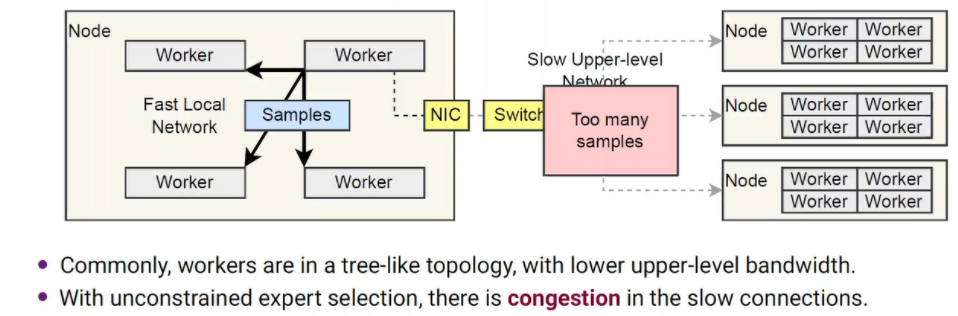 Node
Worker
Worker
Fast Local
Network
Samples
Worker
Worker
NIC
Switch
Slow Upper-level
Network
Too many
samples
Node
Worker
Worker
Worker
Worker
Node
Worker
Worker
Worker
Worker
Node
Worker
Worker
Worker
Worker
• Commonly, workers are in a tree-like topology, with lower upper-level bandwidth.
• With unconstrained expert selection, there is congestion in the slow connections.